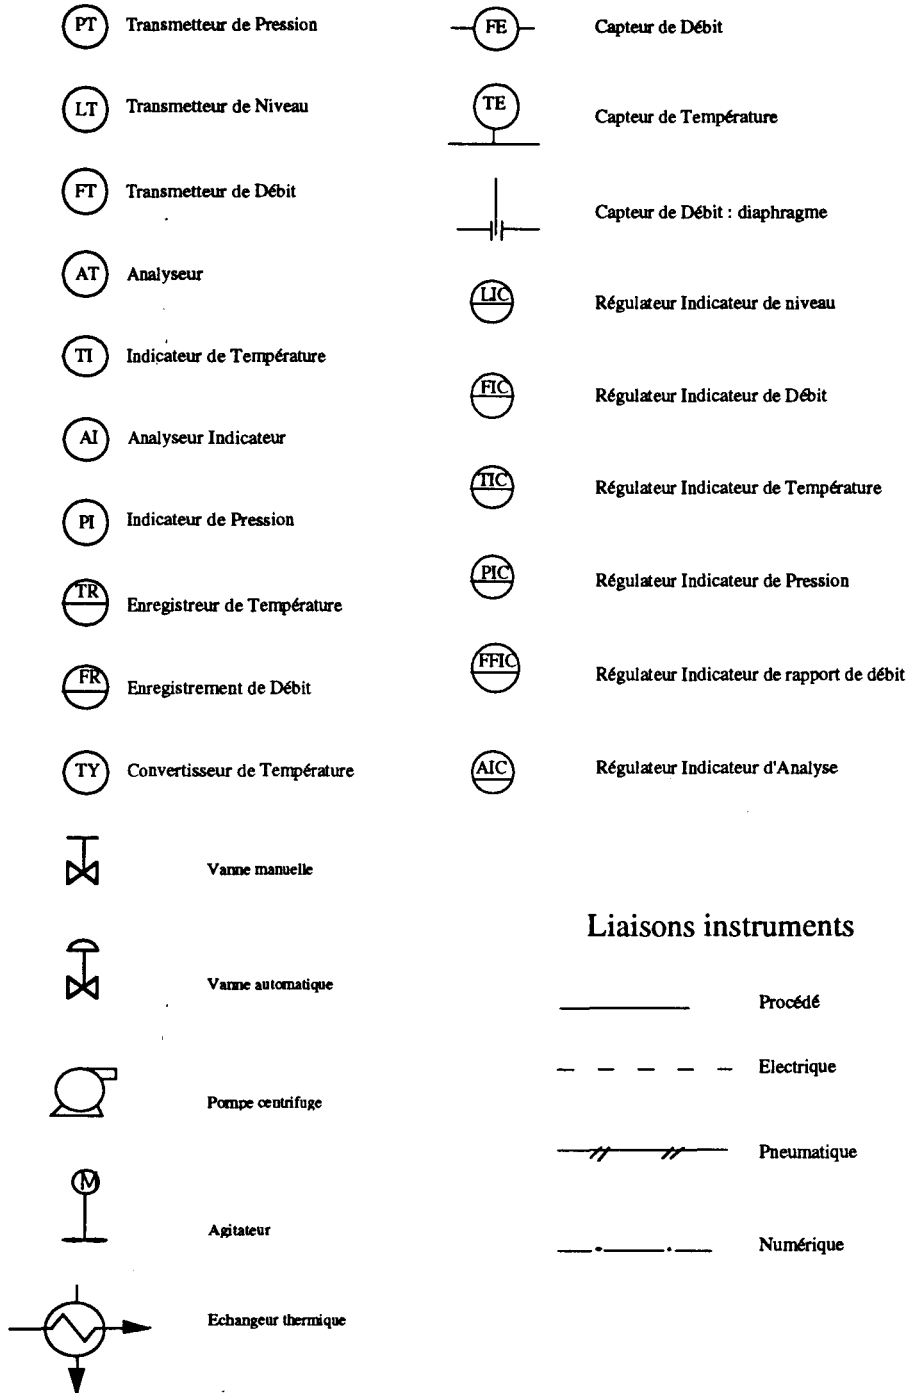 PT Transmetteur de Pression
LT Transmetteur de Niveau
FT Transmetteur de Débit
AT Analyseur
TI Indicateur de Température
AI Analyseur Indicateur
PI Indicateur de Pression
TR Enregistreur de Température
FR Enregistrement de Débit
TY Convertisseur de Température
Vanne manuelle
Vanne automatique
Pompe centrifuge
M
Agitateur
Echangeur thermique
FE Capteur de Débit
TE Capteur de Température
Capteur de Débit : diaphragme
LIC Régulateur Indicateur de niveau
FIC Régulateur Indicateur de Débit
TIC Régulateur Indicateur de Température
PIC Régulateur Indicateur de Pression
FFIC Régulateur Indicateur de rapport de débit
AIC Régulateur Indicateur d'Analyse
Liaisons instruments
Procédé
Electrique
Pneumatique
Numérique